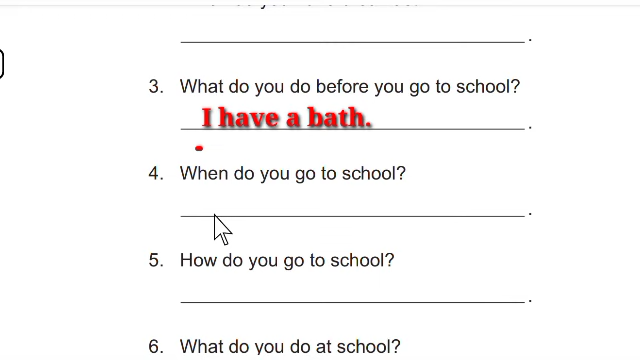 3. What do you do before you go to school?
I have a bath.
4. When do you go to school?
5. How do you go to school?
6. What do you do at school?